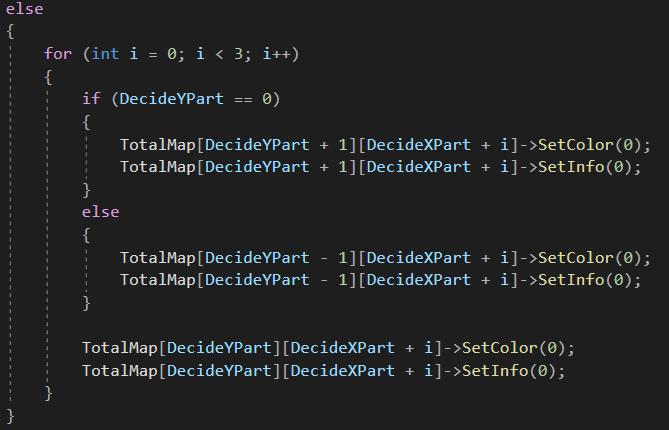 else
{
    for (int i = 0; i < 3; i++)
    {
        if (DecideYPart == 0)
        {
            TotalMap[DecideYPart + 1][DecideXPart + i]->SetColor(0);
            TotalMap[DecideYPart + 1][DecideXPart + i]->SetInfo(0);
        }
        else
        {
            TotalMap[DecideYPart - 1][DecideXPart + i]->SetColor(0);
            TotalMap[DecideYPart - 1][DecideXPart + i]->SetInfo(0);
        }

        TotalMap[DecideYPart][DecideXPart + i]->SetColor(0);
        TotalMap[DecideYPart][DecideXPart + i]->SetInfo(0);
    }
}